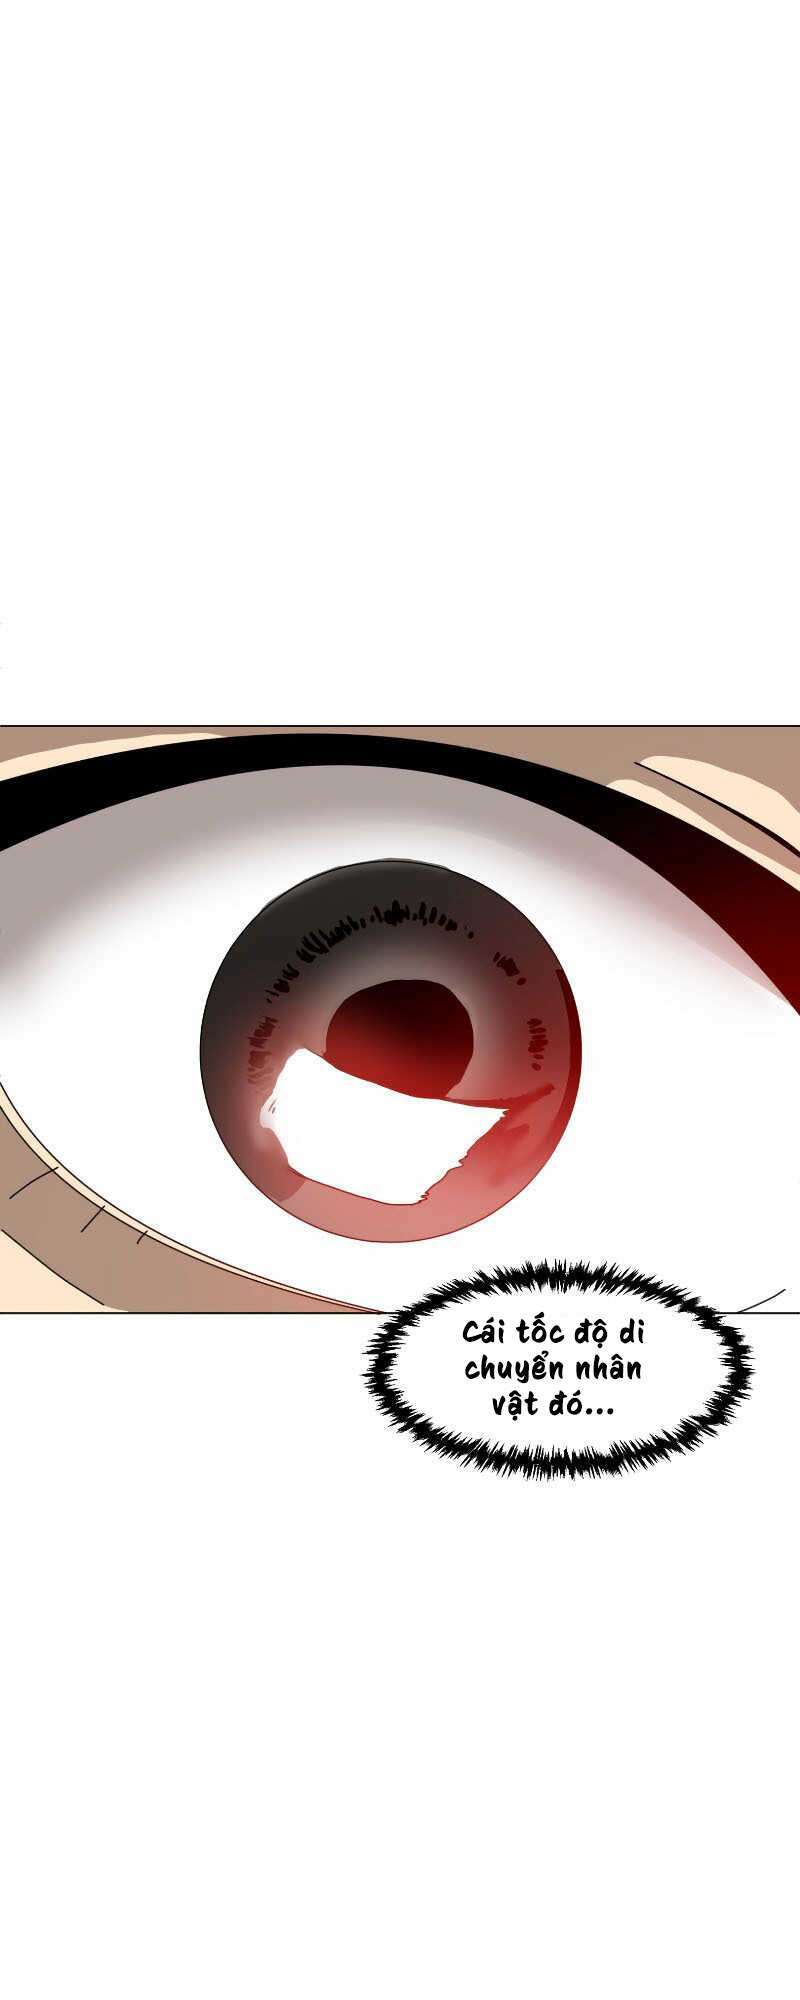 Cái tốc độ di
chuyển nhân
vật đó...